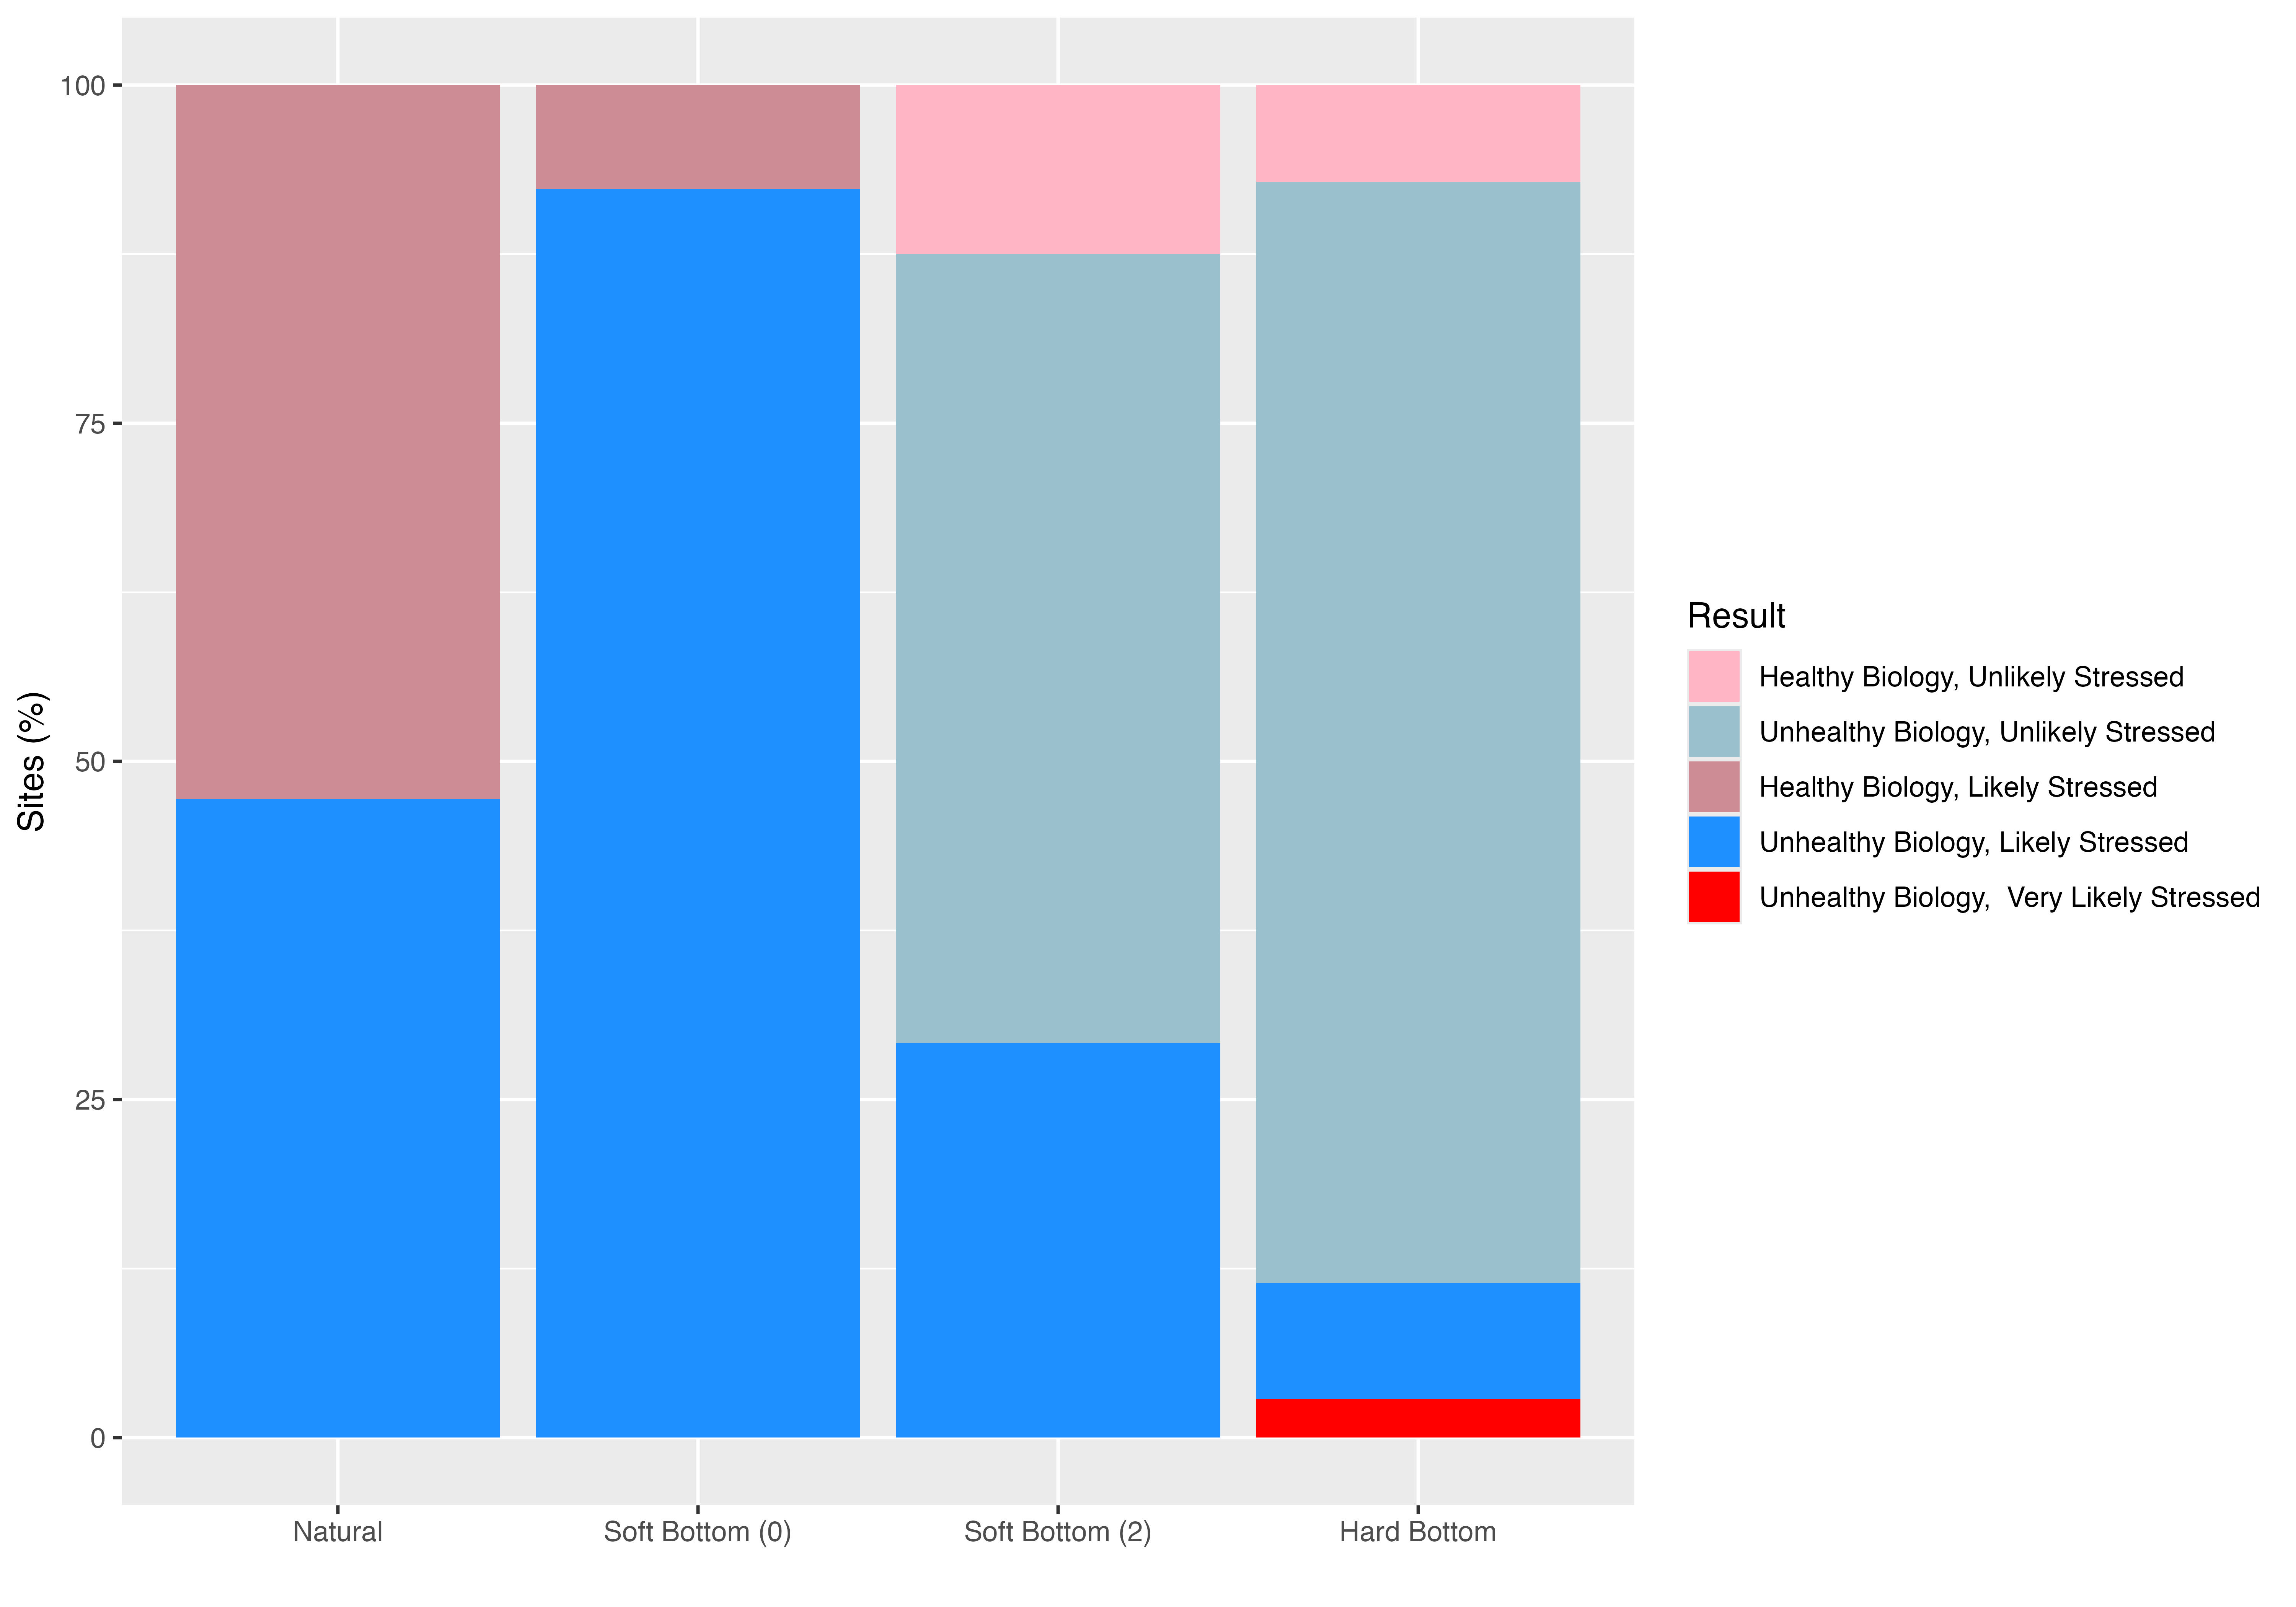 Sites (%)
100
75
50
25
0
Natural
Soft Bottom (0)
Soft Bottom (2)
Hard Bottom
Result
Healthy Biology, Unlikely Stressed
Unhealthy Biology, Unlikely Stressed
Healthy Biology, Likely Stressed
Unhealthy Biology, Likely Stressed
Unhealthy Biology,  Very Likely Stressed